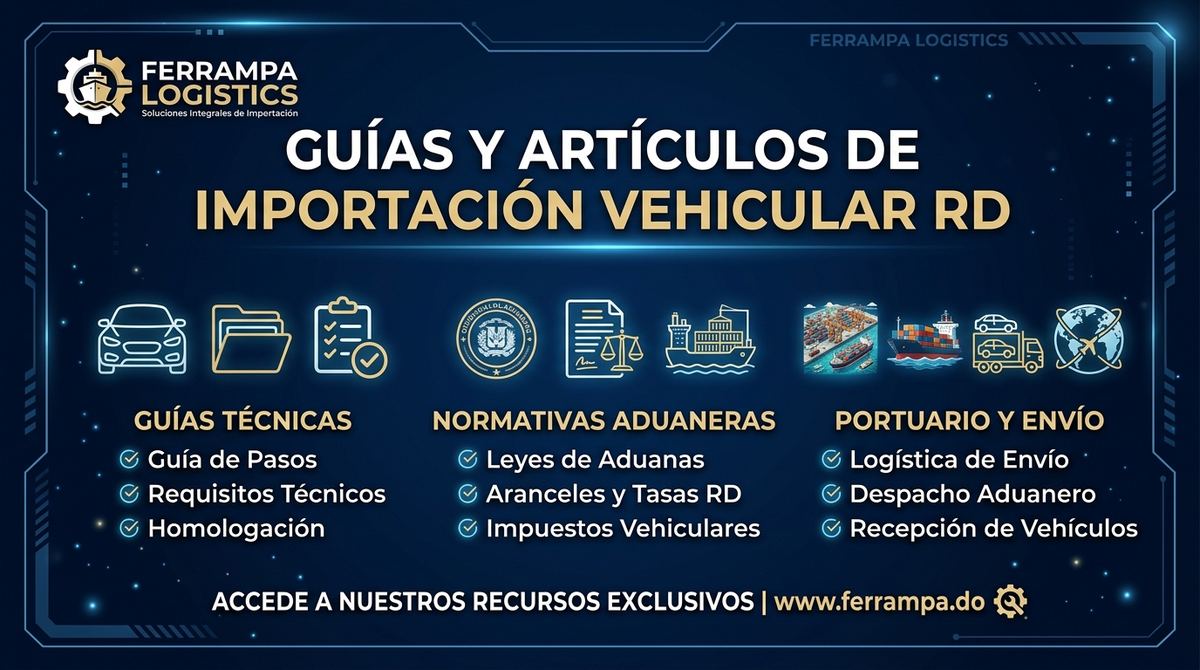 FERRAMPA LOGISTICS
FERRAMPA
LOGISTICS
Soluciones Integrales de Importación
GUÍAS Y ARTÍCULOS DE
IMPORTACIÓN VEHICULAR RD
GUÍAS TÉCNICAS
Guía de Pasos
Requisitos Técnicos
Homologación
NORMATIVAS ADUANERAS
Leyes de Aduanas
Aranceles y Tasas RD
Impuestos Vehiculares
PORTUARIO Y ENVÍO
Logística de Envío
Despacho Aduanero
Recepción de Vehículos
ACCEDE A NUESTROS RECURSOS EXCLUSIVOS | www.ferrampa.do